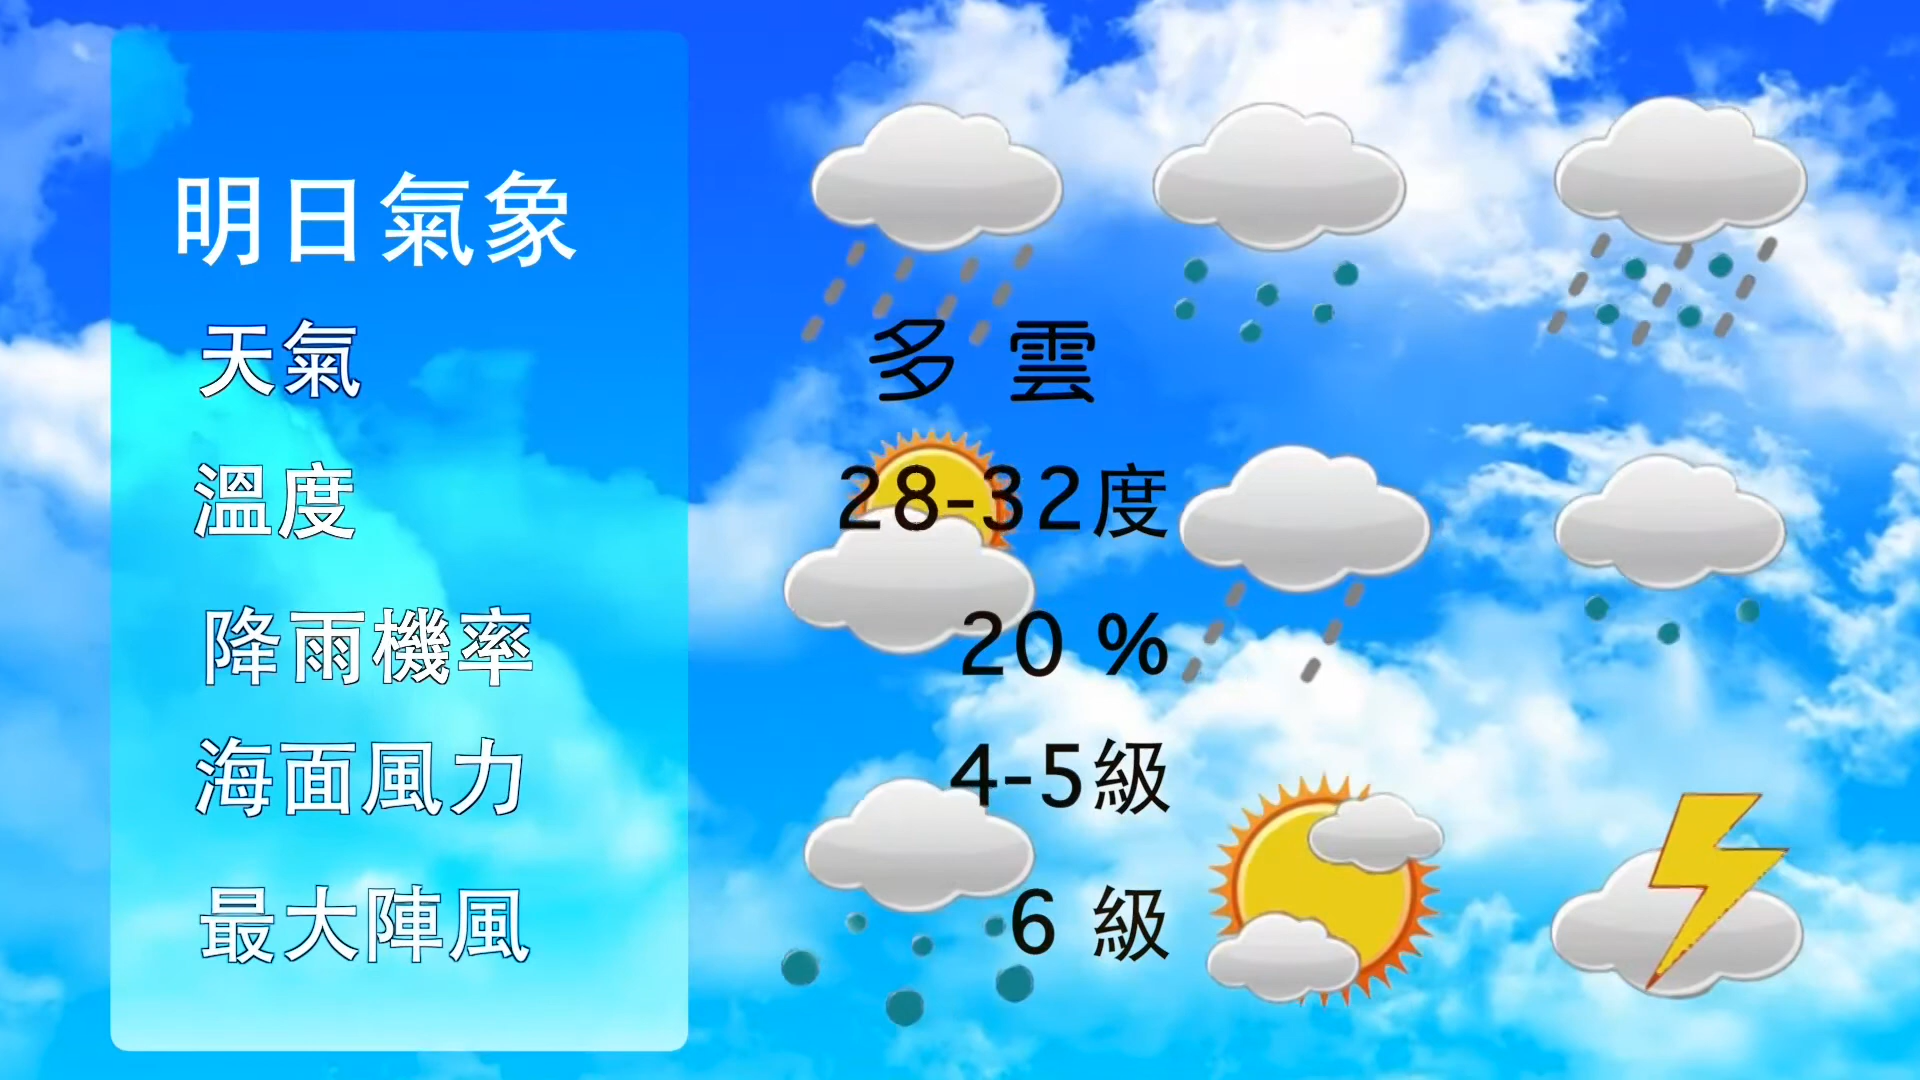 明日氣象
天氣 多 雲
溫度 28-32度
降雨機率 20 %
海面風力 4-5級
最大陣風 6 級